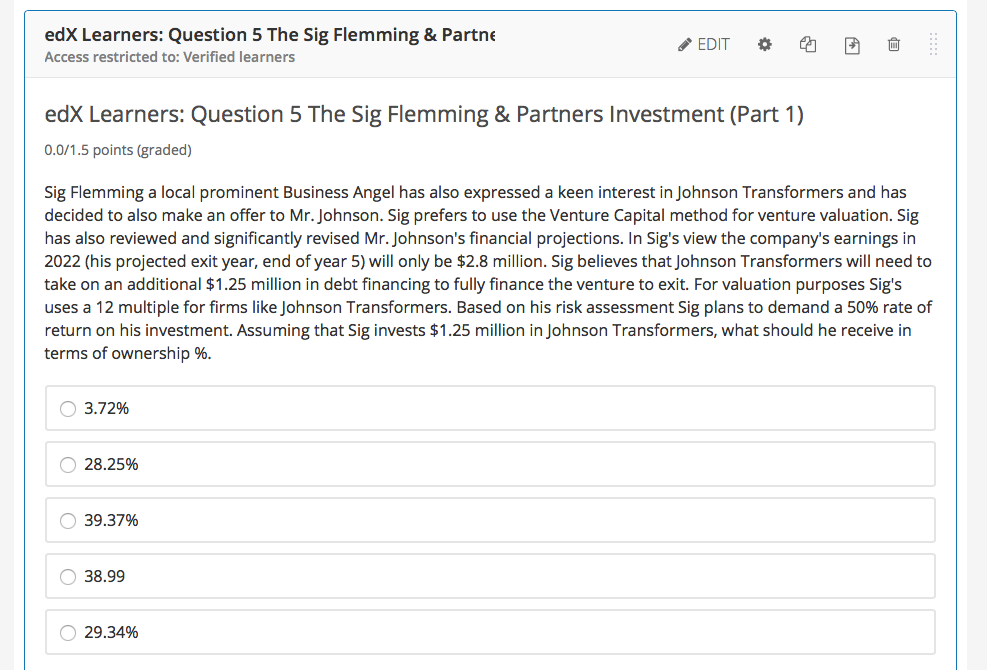 edX Learners: Question 5 The Sig Flemming & Partne
Access restricted to: Verified learners
EDIT
edX Learners: Question 5 The Sig Flemming & Partners Investment (Part 1)
0.0/1.5 points (graded)
Sig Flemming a local prominent Business Angel has also expressed a keen interest in Johnson Transformers and has
decided to also make an offer to Mr. Johnson. Sig prefers to use the Venture Capital method for venture valuation. Sig
has also reviewed and significantly revised Mr. Johnson's financial projections. In Sig's view the company's earnings in
2022 (his projected exit year, end of year 5) will only be $2.8 million. Sig believes that Johnson Transformers will need to
take on an additional $1.25 million in debt financing to fully finance the venture to exit. For valuation purposes Sig's
uses a 12 multiple for firms like Johnson Transformers. Based on his risk assessment Sig plans to demand a 50% rate of
return on his investment. Assuming that Sig invests $1.25 million in Johnson Transformers, what should he receive in
terms of ownership %.
3.72%
28.25%
39.37%
38.99
29.34%